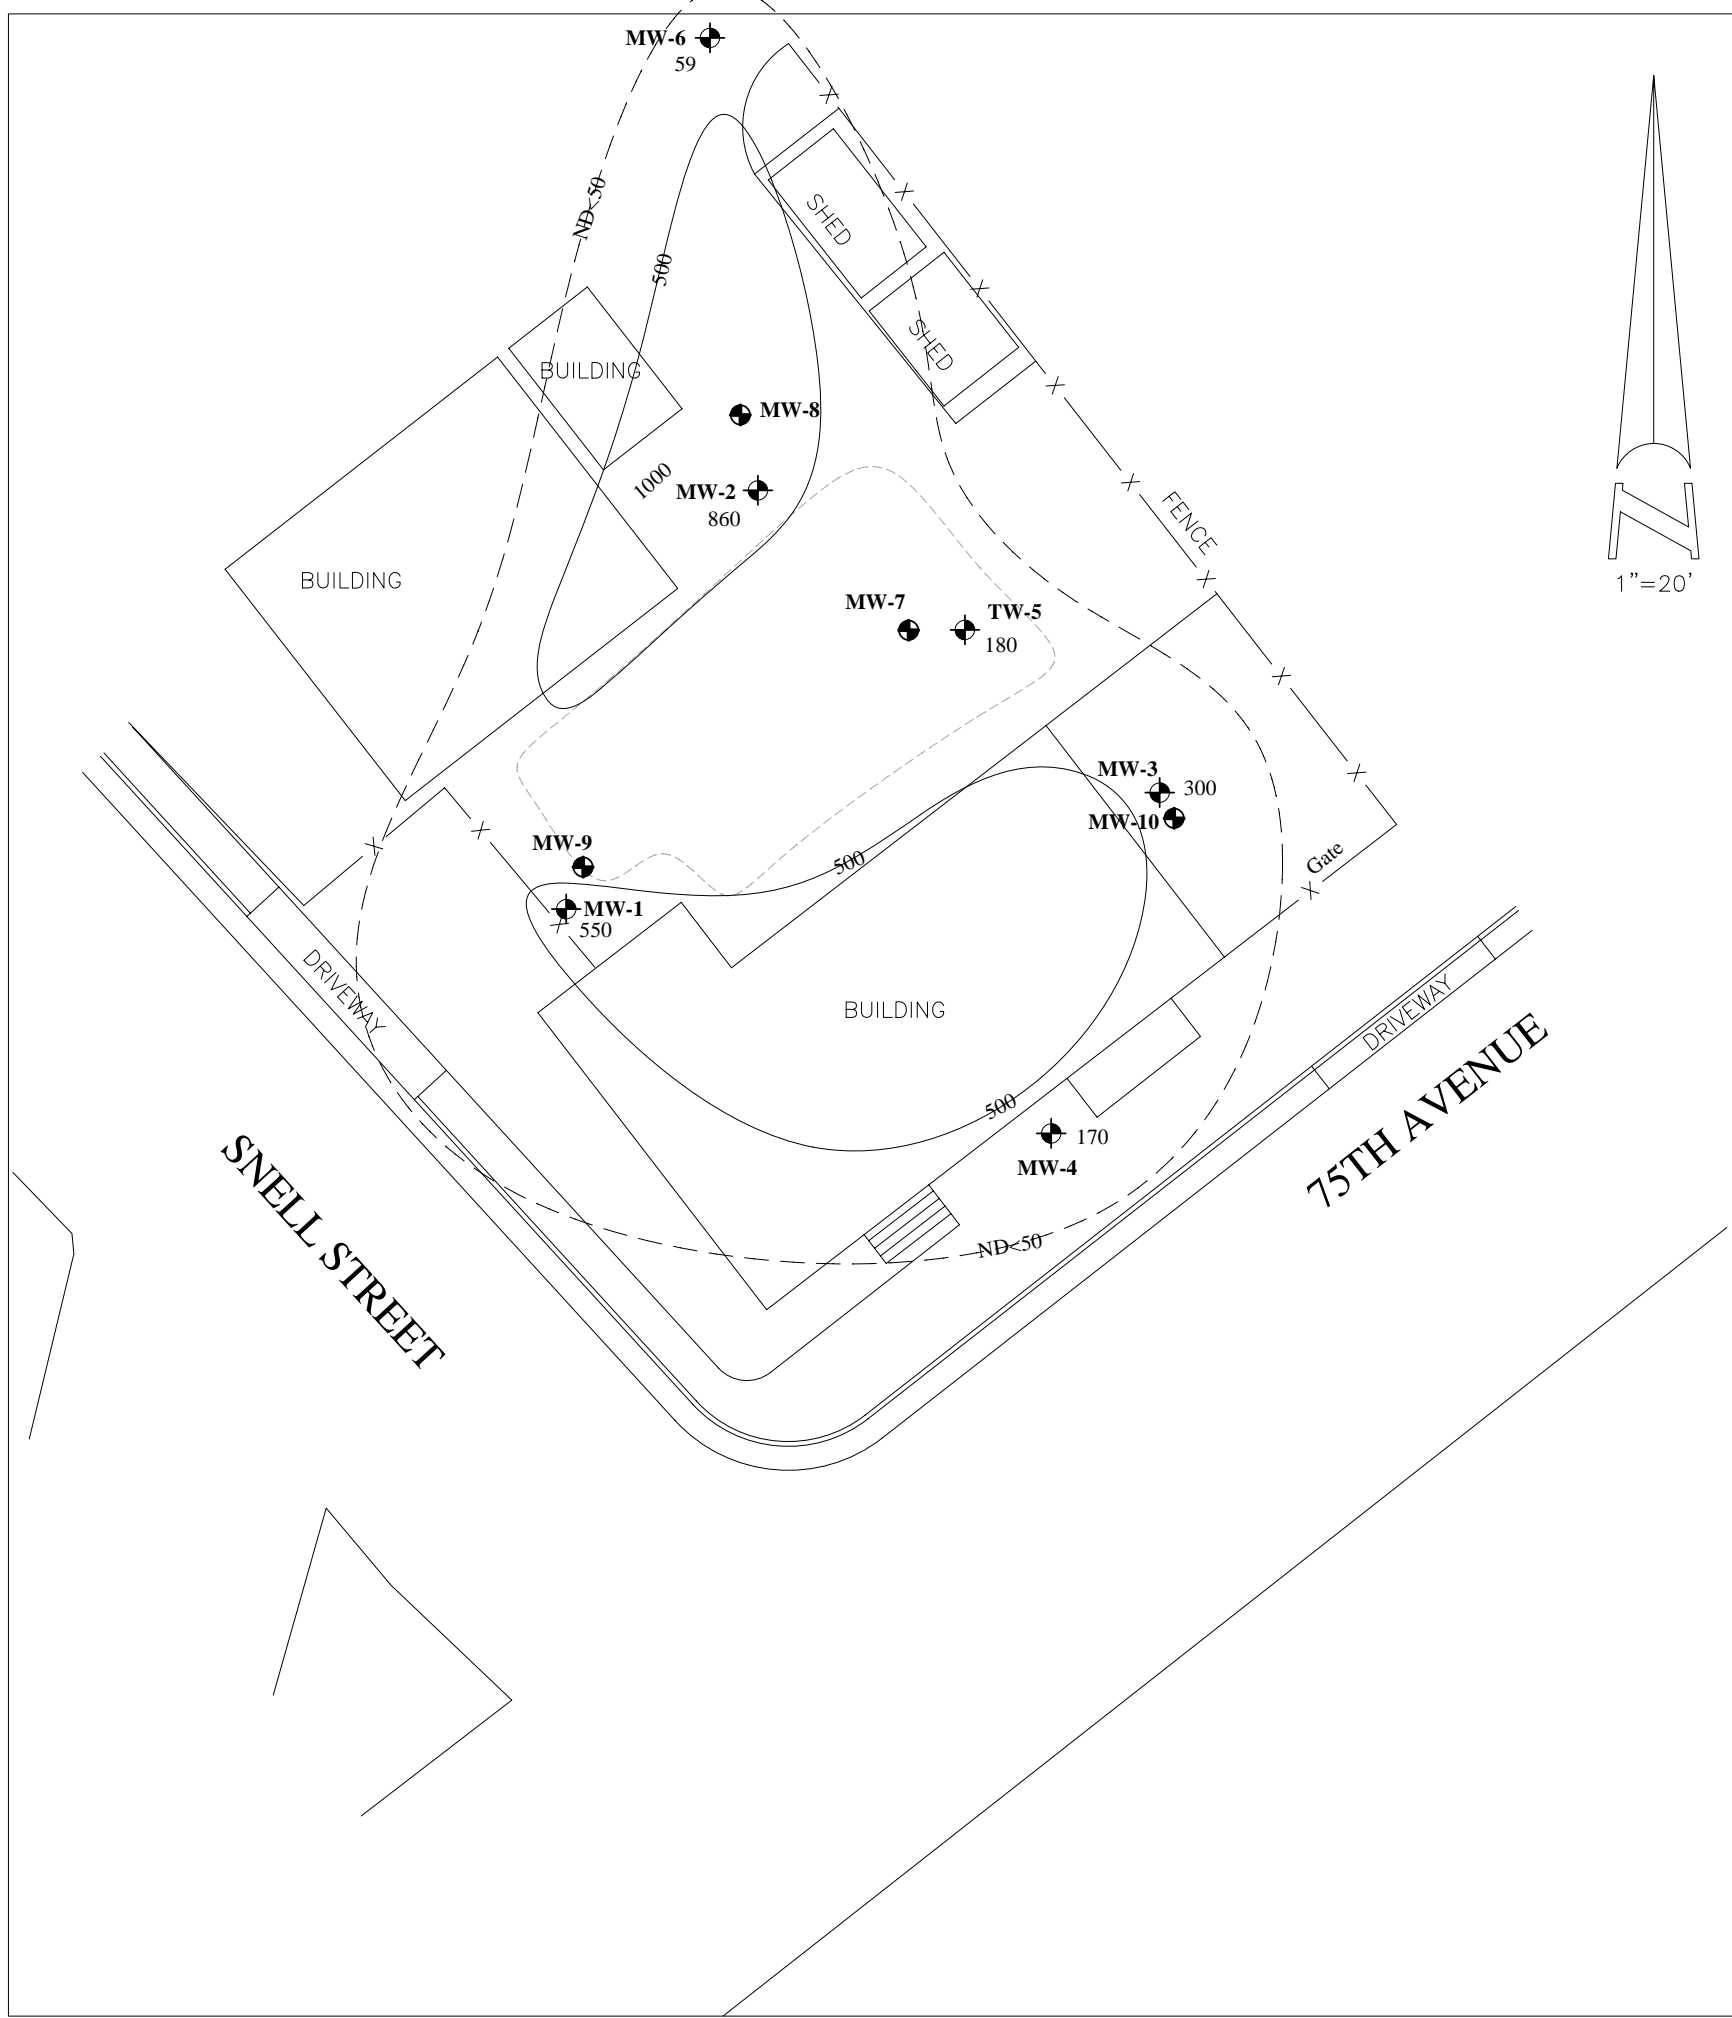 MW-6
59
ND<50
500
SHED
SHED
BUILDING
MW-8
1000
MW-2
860
FENCE
N
1"=20'
BUILDING
MW-7
TW-5
180
MW-3
300
MW-10
MW-9
500
Gate
MW-1
550
DRIVEWAY
BUILDING
DRIVEWAY
75TH AVENUE
500
170
MW-4
SNELL STREET
ND<50